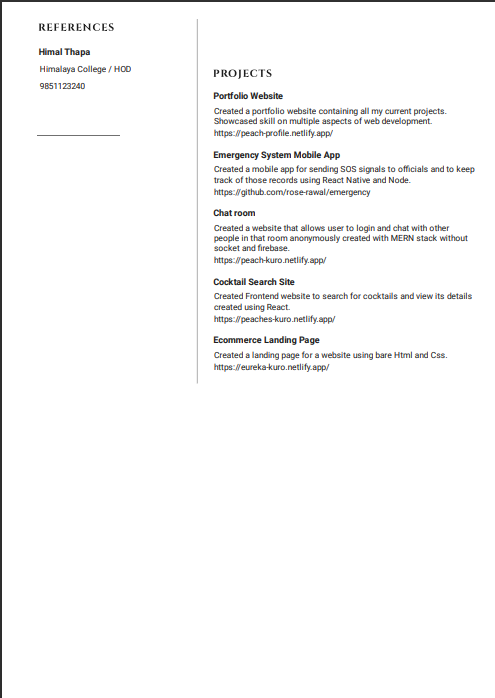 REFERENCES
Himal Thapa
Himalaya College / HOD
9851123240
PROJECTS
Portfolio Website
Created a portfolio website containing all my current projects.
Showcased skill on multiple aspects of web development.
https://peach-profile.netlify.app/
Emergency System Mobile App
Created a mobile app for sending SOS signals to officials and to keep
track of those records using React Native and Node.
https://github.com/rose-rawal/emergency
Chat room
Created a website that allows user to login and chat with other
people in that room anonymously created with MERN stack without
socket and firebase.
https://peach-kuro.netlify.app/
Cocktail Search Site
Created Frontend website to search for cocktails and view its details
created using React.
https://peaches-kuro.netlify.app/
Ecommerce Landing Page
Created a landing page for a website using bare Html and Css.
https://eureka-kuro.netlify.app/